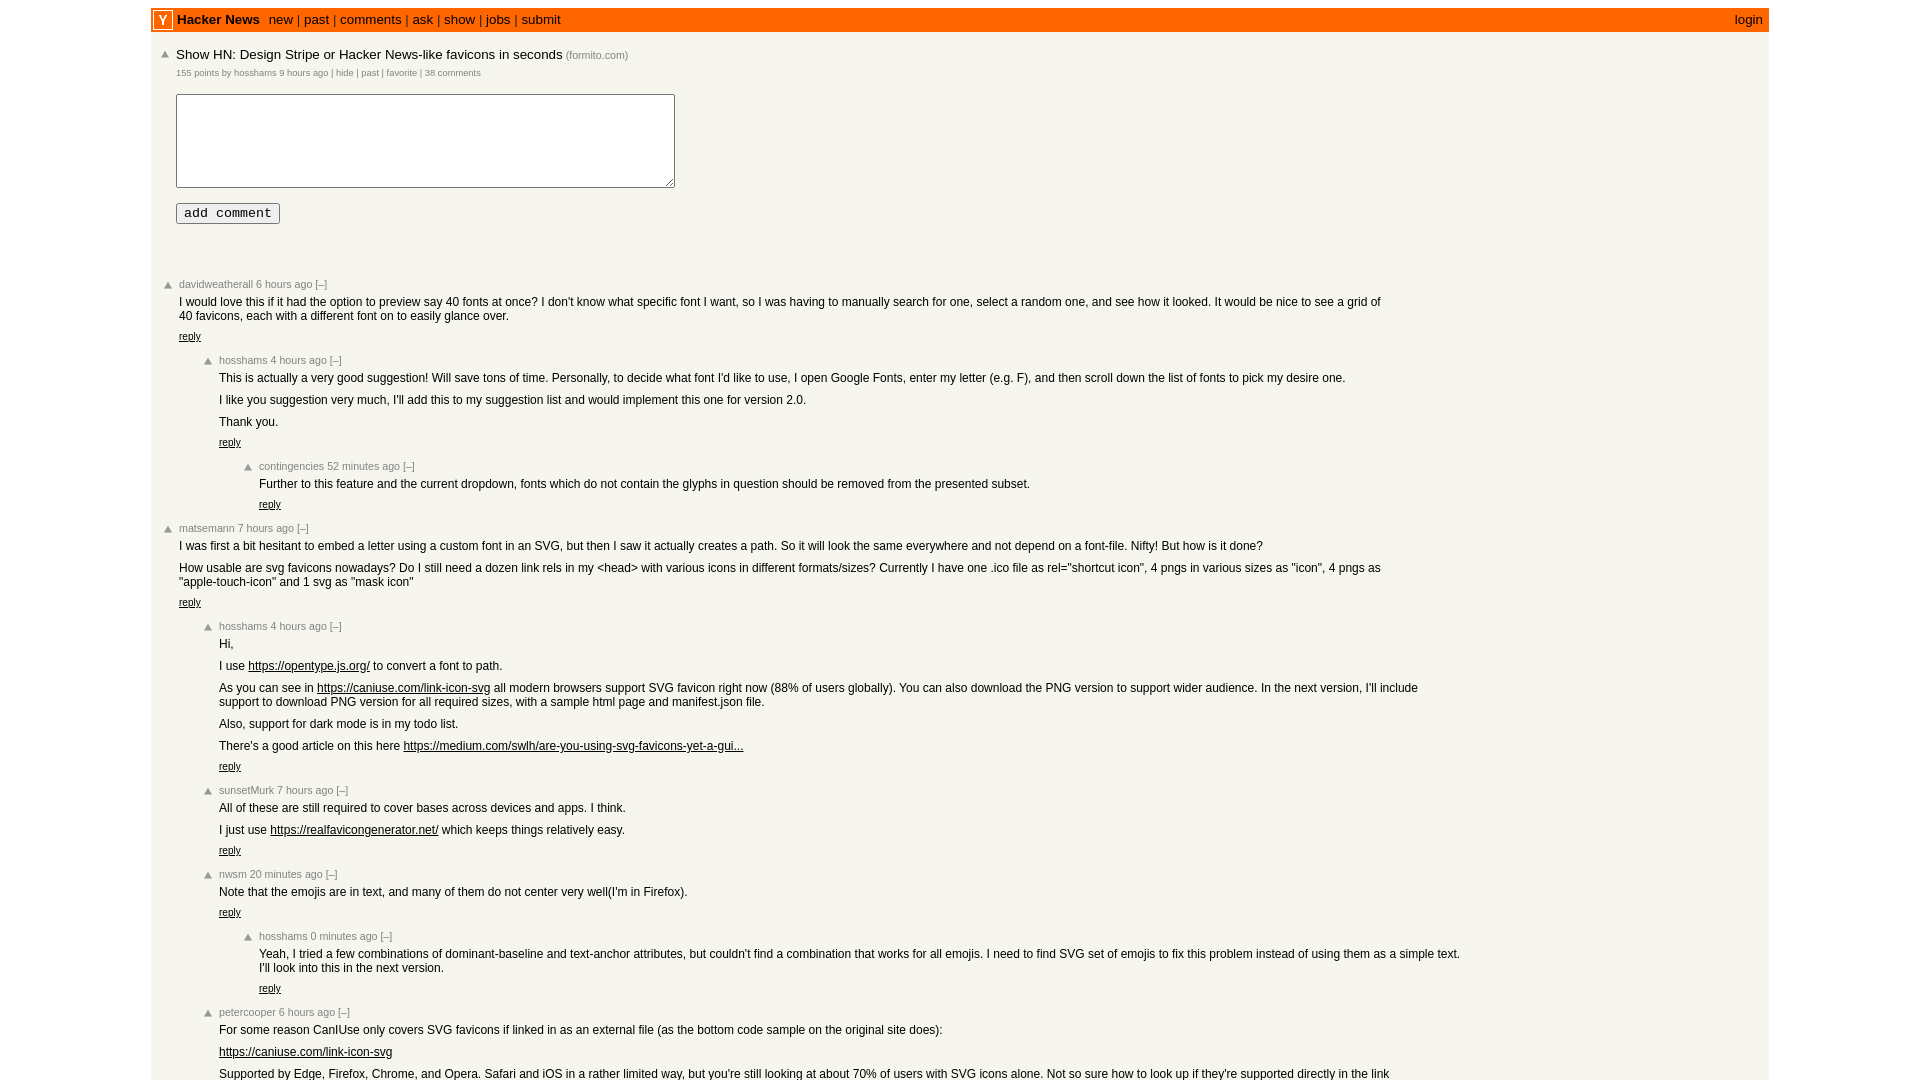 Y Hacker News new | past | comments | ask | show | jobs | submit login
Show HN: Design Stripe or Hacker News-like favicons in seconds (formito.com)
155 points by hosshams 9 hours ago | hide | past | favorite | 38 comments
add comment
davidweatherall 6 hours ago [–]
I would love this if it had the option to preview say 40 fonts at once? I don't know what specific font I want, so I was having to manually search for one, select a random one, and see how it looked. It would be nice to see a grid of
40 favicons, each with a different font on to easily glance over.
reply
hosshams 4 hours ago [–]
This is actually a very good suggestion! Will save tons of time. Personally, to decide what font I'd like to use, I open Google Fonts, enter my letter (e.g. F), and then scroll down the list of fonts to pick my desire one.
I like you suggestion very much, I'll add this to my suggestion list and would implement this one for version 2.0.
Thank you.
reply
contingencies 52 minutes ago [–]
Further to this feature and the current dropdown, fonts which do not contain the glyphs in question should be removed from the presented subset.
reply
matsemann 7 hours ago [–]
I was first a bit hesitant to embed a letter using a custom font in an SVG, but then I saw it actually creates a path. So it will look the same everywhere and not depend on a font-file. Nifty! But how is it done?
How usable are svg favicons nowadays? Do I still need a dozen link rels in my <head> with various icons in different formats/sizes? Currently I have one .ico file as rel="shortcut icon", 4 pngs in various sizes as "icon", 4 pngs as
"apple-touch-icon" and 1 svg as "mask icon"
reply
hosshams 4 hours ago [–]
Hi,
I use https://opentype.js.org/ to convert a font to path.
As you can see in https://caniuse.com/link-icon-svg all modern browsers support SVG favicon right now (88% of users globally). You can also download the PNG version to support wider audience. In the next version, I'll include
support to download PNG version for all required sizes, with a sample html page and manifest.json file.
Also, support for dark mode is in my todo list.
There's a good article on this here https://medium.com/swlh/are-you-using-svg-favicons-yet-a-gui...
reply
sunsetMurk 7 hours ago [–]
All of these are still required to cover bases across devices and apps. I think.
I just use https://realfavicongenerator.net/ which keeps things relatively easy.
reply
nwsm 20 minutes ago [–]
Note that the emojis are in text, and many of them do not center very well(I'm in Firefox).
reply
hosshams 0 minutes ago [–]
Yeah, I tried a few combinations of dominant-baseline and text-anchor attributes, but couldn't find a combination that works for all emojis. I need to find SVG set of emojis to fix this problem instead of using them as a simple text.
I'll look into this in the next version.
reply
petercooper 6 hours ago [–]
For some reason CanIUse only covers SVG favicons if linked in as an external file (as the bottom code sample on the original site does):
https://caniuse.com/link-icon-svg
Supported by Edge, Firefox, Chrome, and Opera. Safari and iOS in a rather limited way, but you're still looking at about 70% of users with SVG icons alone. Not so sure how to look up if they're supported directly in the link